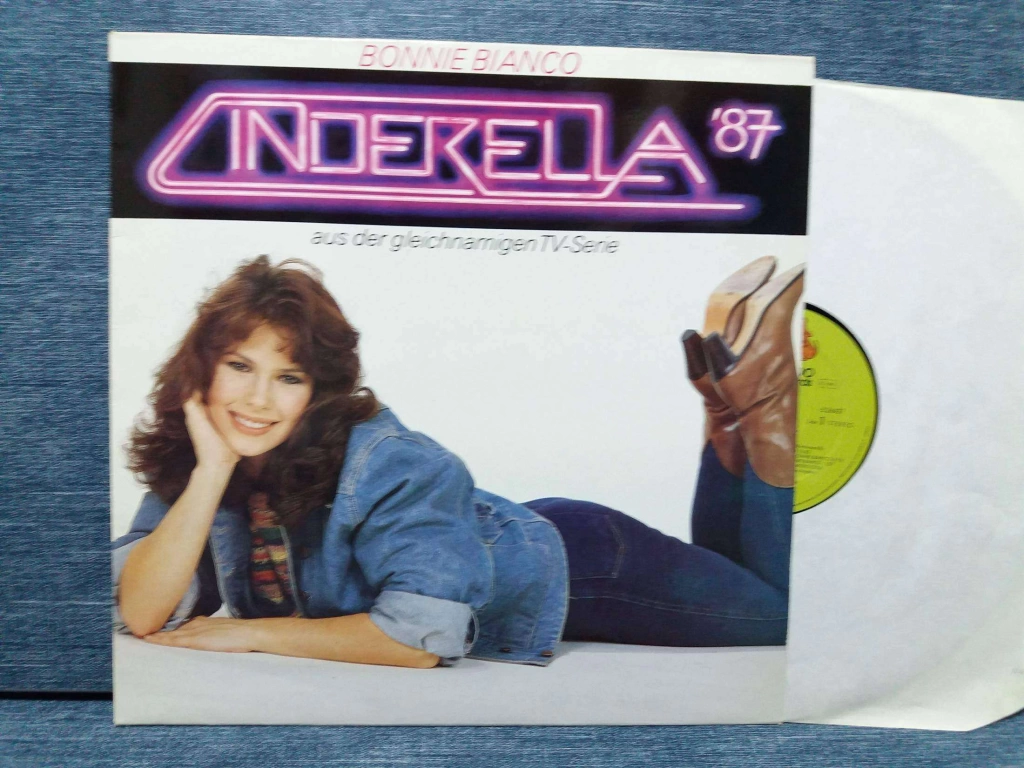 BONNIE BIANCO
CINDERELLA '87
aus der gleichnamigen TV-Serie